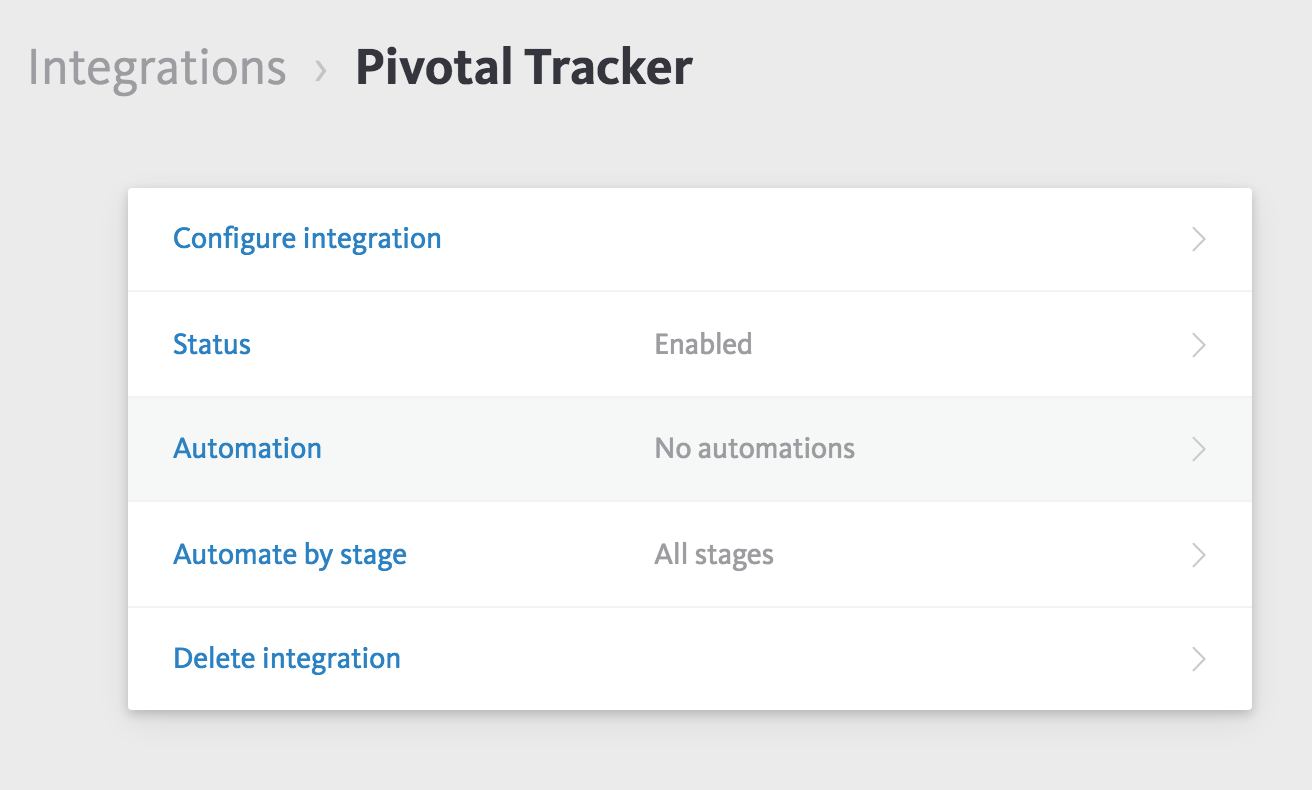 Integrations › Pivotal Tracker
Configure integration
Status Enabled
Automation No automations
Automate by stage All stages
Delete integration